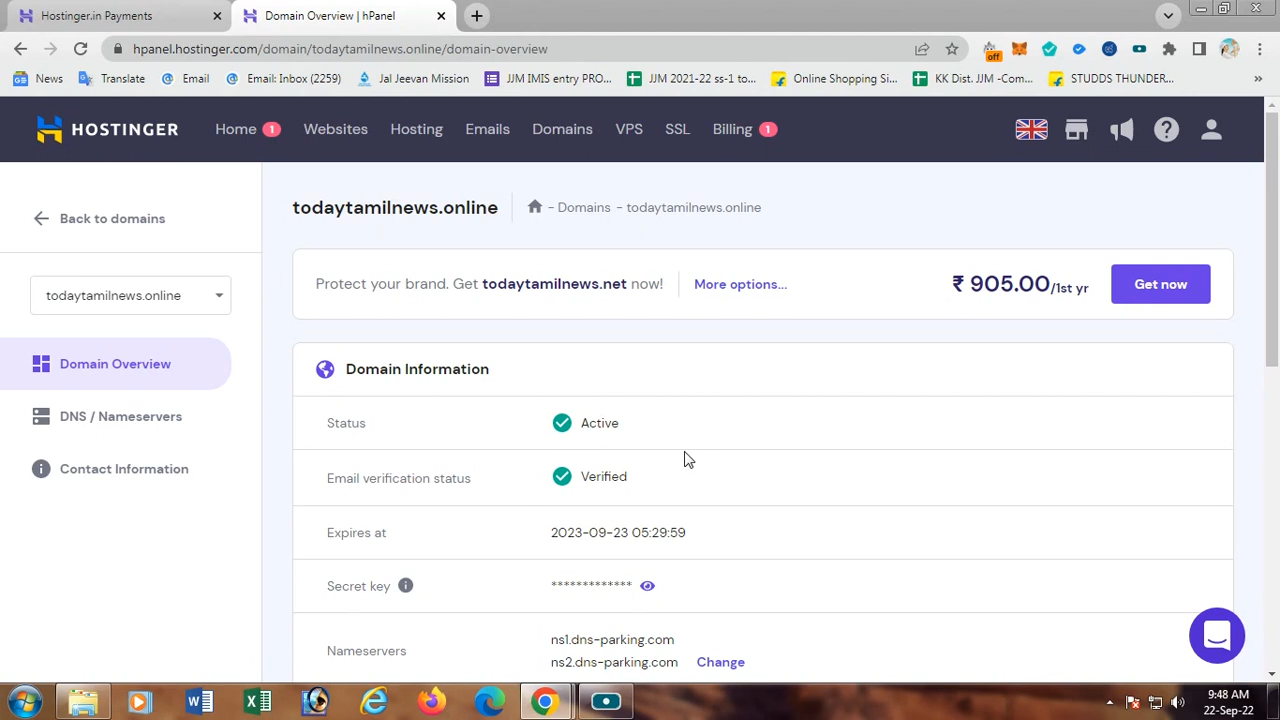 Hostinger.in Payments
Domain Overview | hPanel
hpanel.hostinger.com/domain/todaytamilnews.online/domain-overview
off
News
Translate
Email
Email: Inbox (2259)
Jal Jeevan Mission
JJM IMIS entry PRO...
JJM 2021-22 sr-1 to...
Online Shopping Si...
KK Dist. JJM -Com...
STUDDS THUNDER...
HOSTINGER
Home 1
Websites
Hosting
Emails
Domains
VPS
SSL
Billing 1
Back to domains
todaytamilnews.online
Domain Overview
DNS / Nameservers
Contact Information
todaytamilnews.online
- Domains - todaytamilnews.online
Protect your brand. Get todaytamilnews.net now!
More options...
₹ 905.00/1st yr
Get now
Domain Information
Status
Active
Email verification status
Verified
Expires at
2023-09-23 05:29:59
Secret key
*************
Nameservers
ns1.dns-parking.com
ns2.dns-parking.com
Change
9:48 AM
22-Sep-22